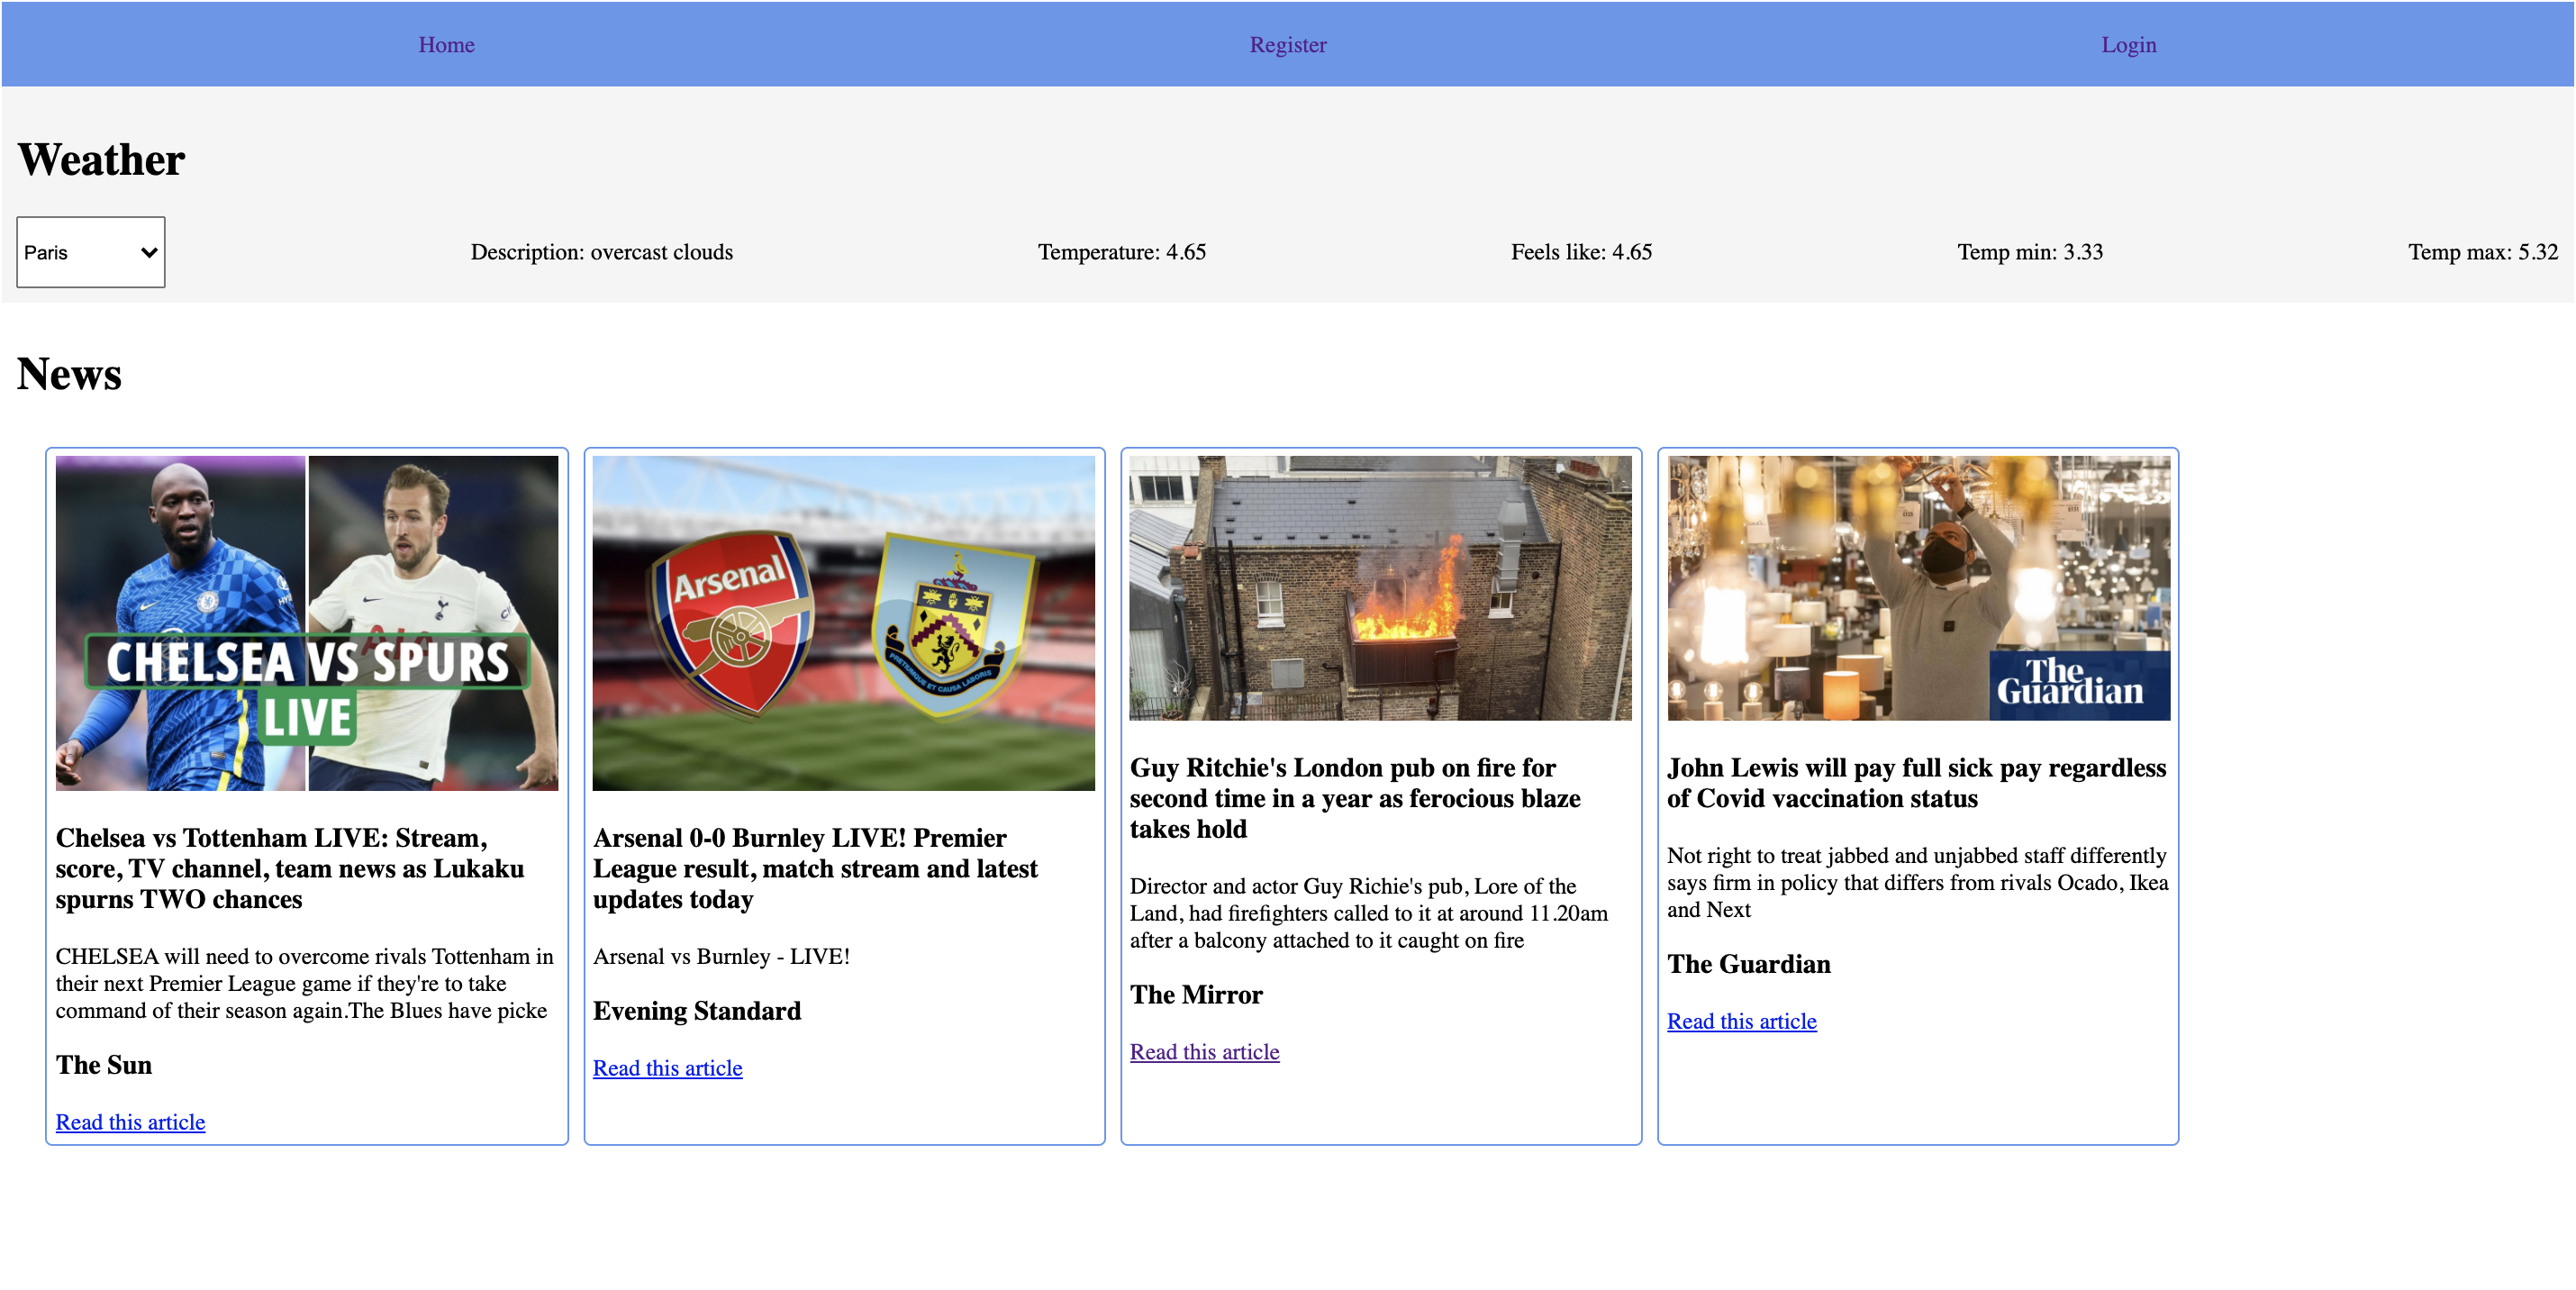 Home
Register
Login
Weather
Paris
Description: overcast clouds
Temperature: 4.65
Feels like: 4.65
Temp min: 3.33
Temp max: 5.32
News
CHELSEA VS SPURS
LIVE
Chelsea vs Tottenham LIVE: Stream,
score, TV channel, team news as Lukaku
spurns TWO chances
CHELSEA will need to overcome rivals Tottenham in
their next Premier League game if they're to take
command of their season again.The Blues have picke
The Sun
Read this article
Arsenal
PRETIUMQUE ET CAUSA LABORIS
Arsenal 0-0 Burnley LIVE! Premier
League result, match stream and latest
updates today
Arsenal vs Burnley - LIVE!
Evening Standard
Read this article
Guy Ritchie's London pub on fire for
second time in a year as ferocious blaze
takes hold
Director and actor Guy Richie's pub, Lore of the
Land, had firefighters called to it at around 11.20am
after a balcony attached to it caught on fire
The Mirror
Read this article
The
Guardian
John Lewis will pay full sick pay regardless
of Covid vaccination status
Not right to treat jabbed and unjabbed staff differently
says firm in policy that differs from rivals Ocado, Ikea
and Next
The Guardian
Read this article